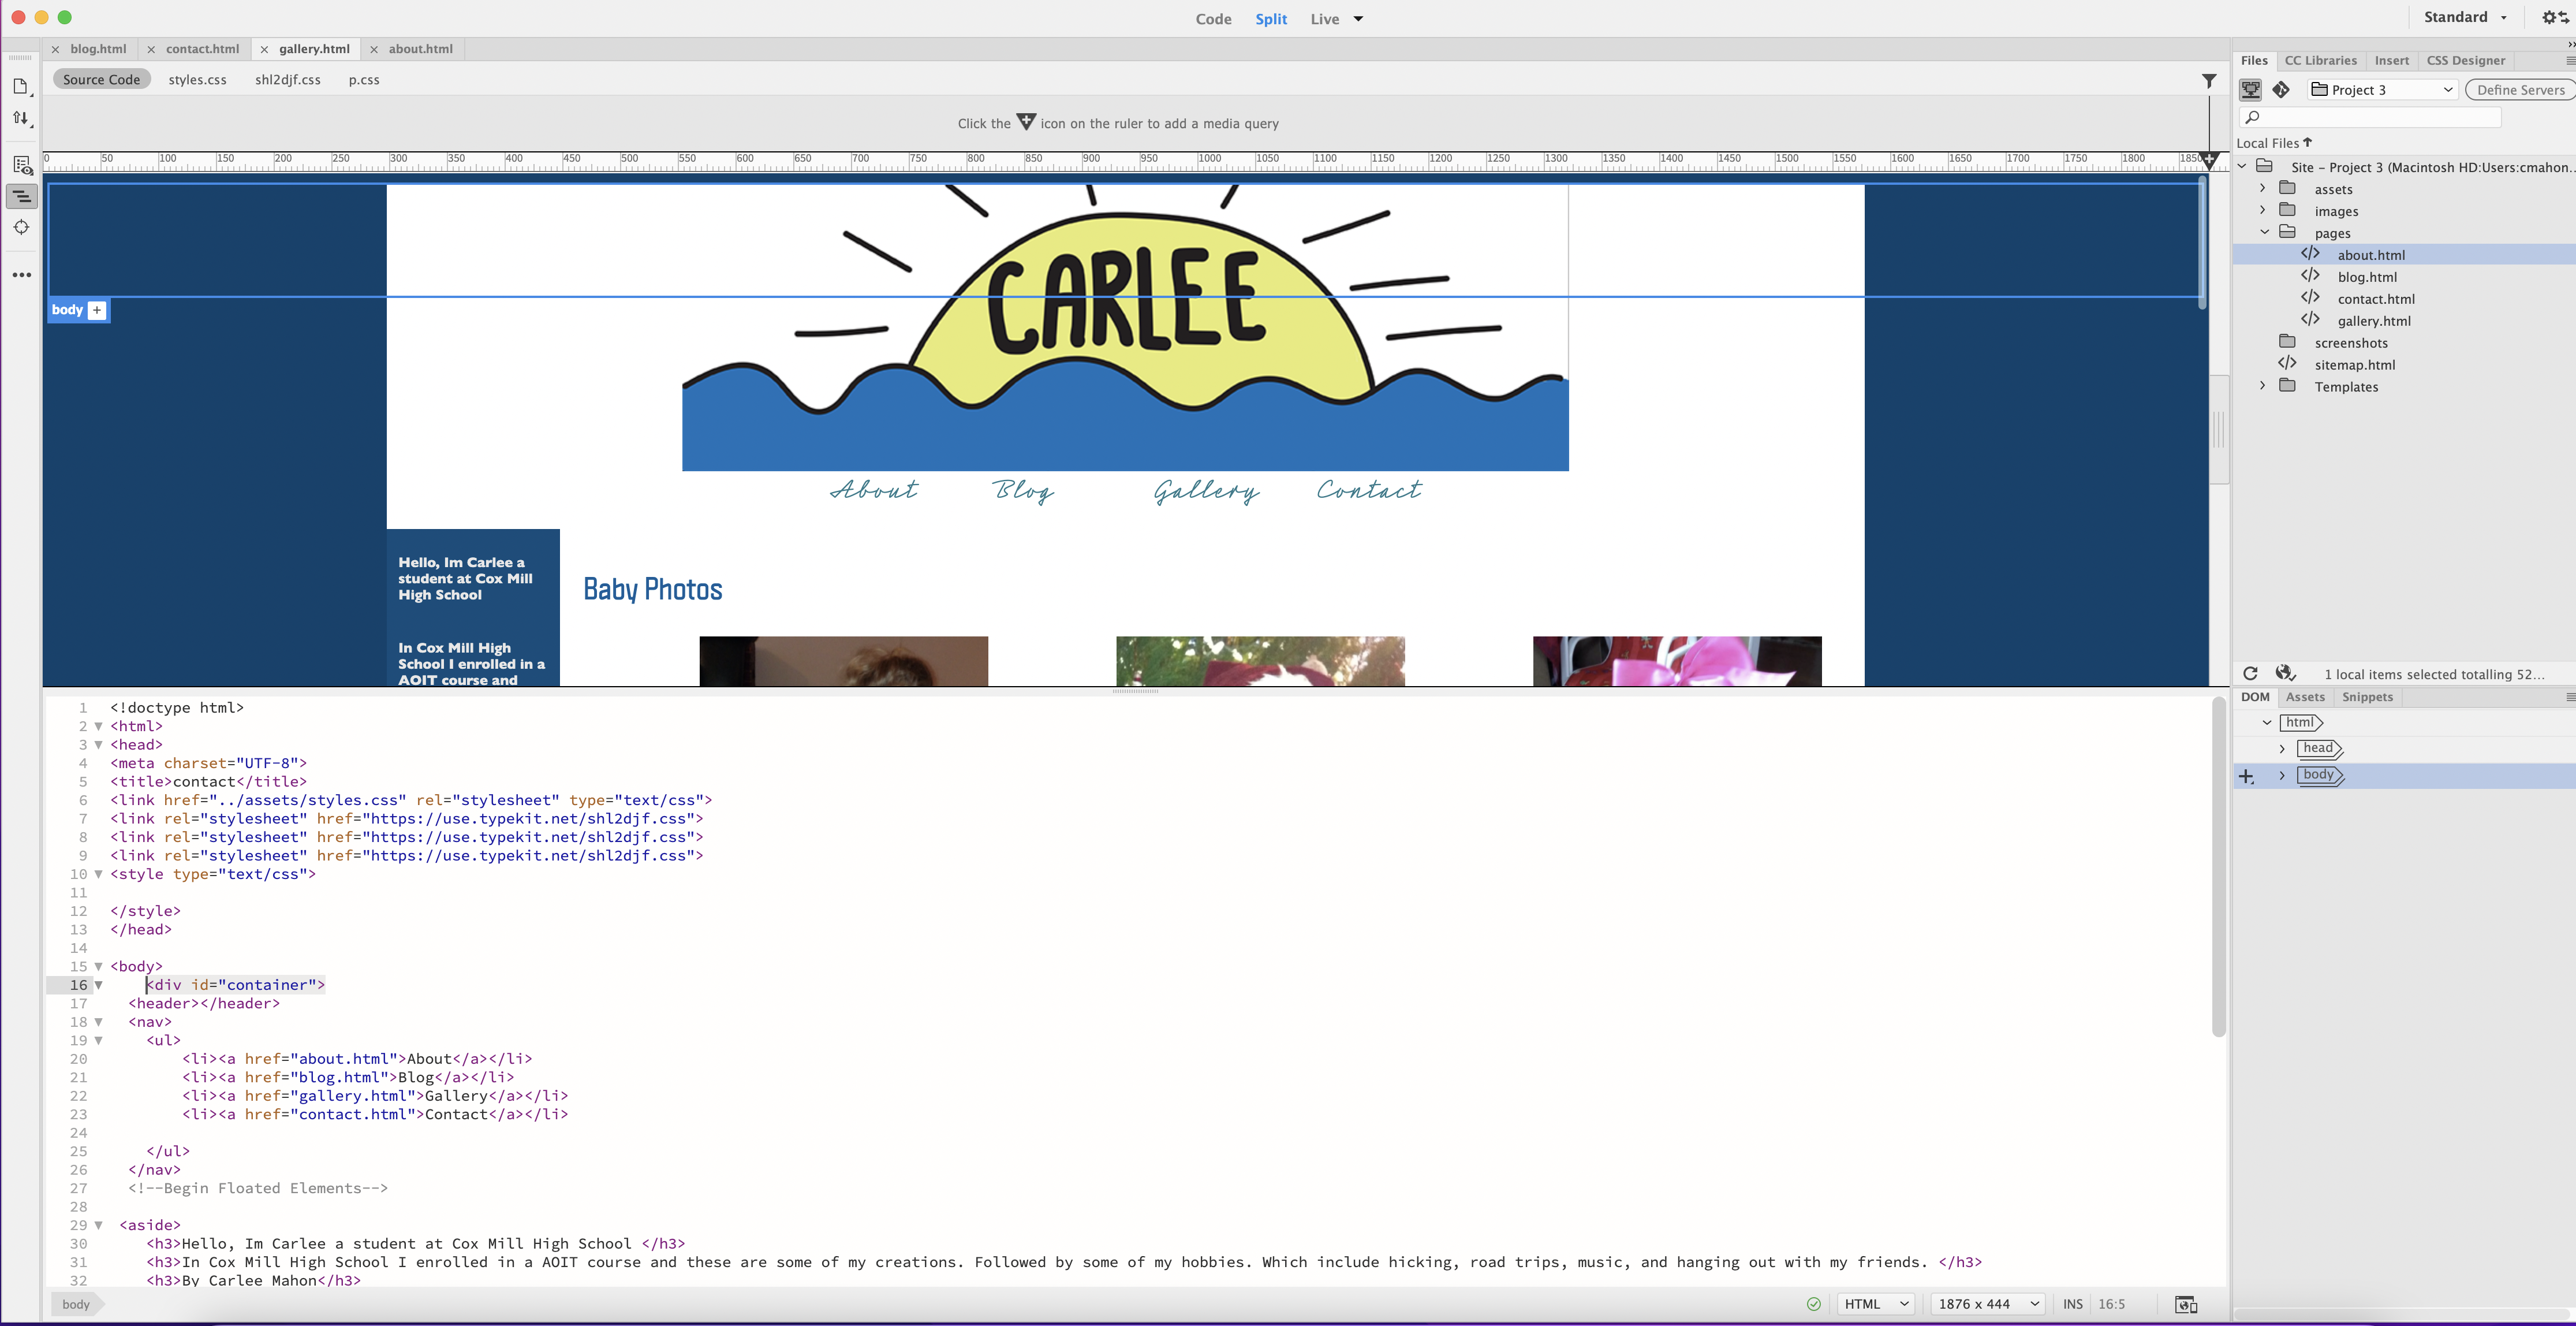 Code Split Live
Standard
blog.html contact.html gallery.html about.html
Source Code styles.css shl2djf.css p.css
Click the icon on the ruler to add a media query
0 50 100 150 200 250 300 350 400 450 500 550 600 650 700 750 800 850 900 950 1000 1050 1100 1150 1200 1250 1300 1350 1400 1450 1500 1550 1600 1650 1700 1750 1800 1850
CARLEE
body +
About Blog Gallery Contact
Hello, Im Carlee a
student at Cox Mill
High School
In Cox Mill High
School I enrolled in a
AOIT course and
Baby Photos
1 <!doctype html>
2 <html>
3 <head>
4 <meta charset="UTF-8">
5 <title>contact</title>
6 <link href="../assets/styles.css" rel="stylesheet" type="text/css">
7 <link rel="stylesheet" href="https://use.typekit.net/shl2djf.css">
8 <link rel="stylesheet" href="https://use.typekit.net/shl2djf.css">
9 <link rel="stylesheet" href="https://use.typekit.net/shl2djf.css">
10 <style type="text/css">
11
12 </style>
13 </head>
14
15 <body>
16 <div id="container">
17 <header></header>
18 <nav>
19 <ul>
20 <li><a href="about.html">About</a></li>
21 <li><a href="blog.html">Blog</a></li>
22 <li><a href="gallery.html">Gallery</a></li>
23 <li><a href="contact.html">Contact</a></li>
24
25 </ul>
26 </nav>
27 <!--Begin Floated Elements-->
28
29 <aside>
30 <h3>Hello, Im Carlee a student at Cox Mill High School </h3>
31 <h3>In Cox Mill High School I enrolled in a AOIT course and these are some of my creations. Followed by some of my hobbies. Which include hicking, road trips, music, and hanging out with my friends. </h3>
32 <h3>By Carlee Mahon</h3>
body
HTML 1876 x 444 INS 16:5
Files CC Libraries Insert CSS Designer
Project 3 Define Servers
Local Files
Site – Project 3 (Macintosh HD:Users:cmahon...
assets
images
pages
about.html
blog.html
contact.html
gallery.html
screenshots
sitemap.html
Templates
1 local items selected totalling 52...
DOM Assets Snippets
html
head
body